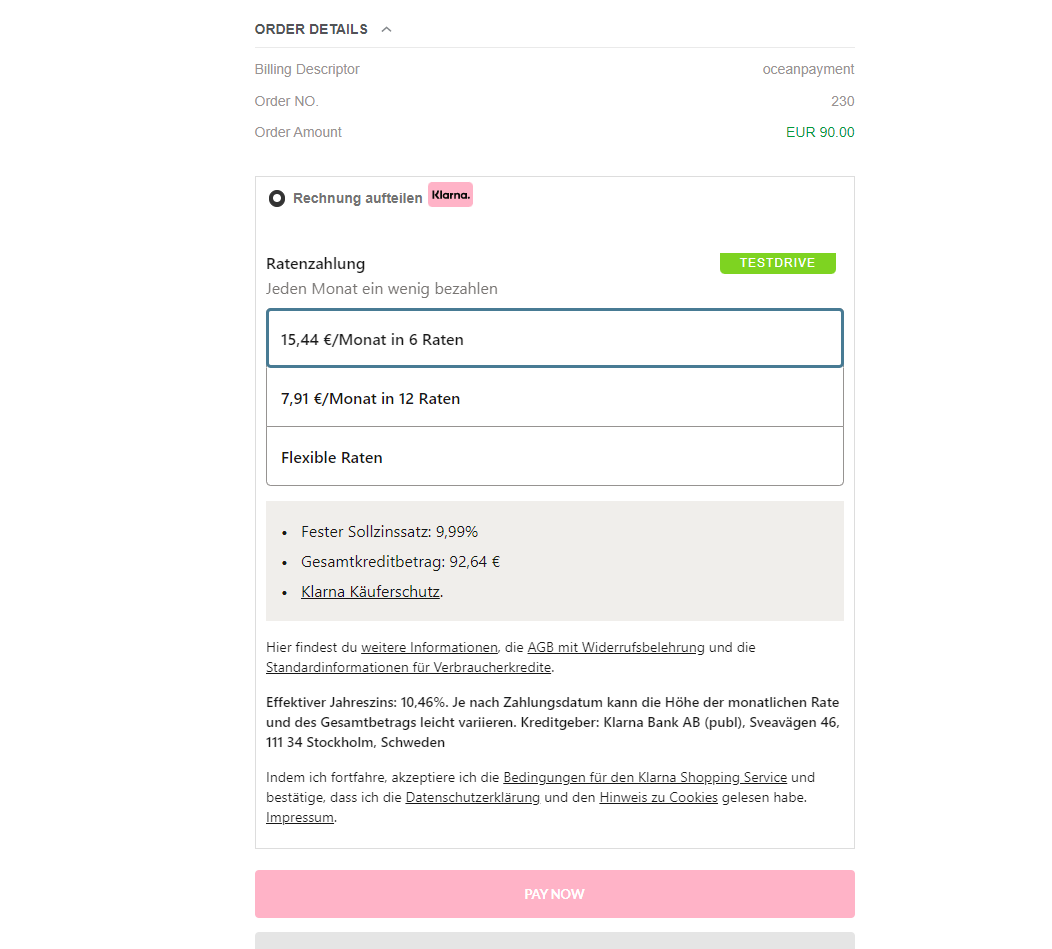 ORDER DETAILS
Billing Descriptor oceanpayment
Order NO. 230
Order Amount EUR 90.00
Rechnung aufteilen Klarna.
Ratenzahlung TESTDRIVE
Jeden Monat ein wenig bezahlen
15,44 €/Monat in 6 Raten
7,91 €/Monat in 12 Raten
Flexible Raten
• Fester Sollzinssatz: 9,99%
• Gesamtkreditbetrag: 92,64 €
• Klarna Käuferschutz.
Hier findest du weitere Informationen, die AGB mit Widerrufsbelehrung und die
Standardinformationen für Verbraucherkredite.
Effektiver Jahreszins: 10,46%. Je nach Zahlungsdatum kann die Höhe der monatlichen Rate
und des Gesamtbetrags leicht variieren. Kreditgeber: Klarna Bank AB (publ), Sveavägen 46,
111 34 Stockholm, Schweden
Indem ich fortfahre, akzeptiere ich die Bedingungen für den Klarna Shopping Service und
bestätige, dass ich die Datenschutzerklärung und den Hinweis zu Cookies gelesen habe.
Impressum.
PAY NOW